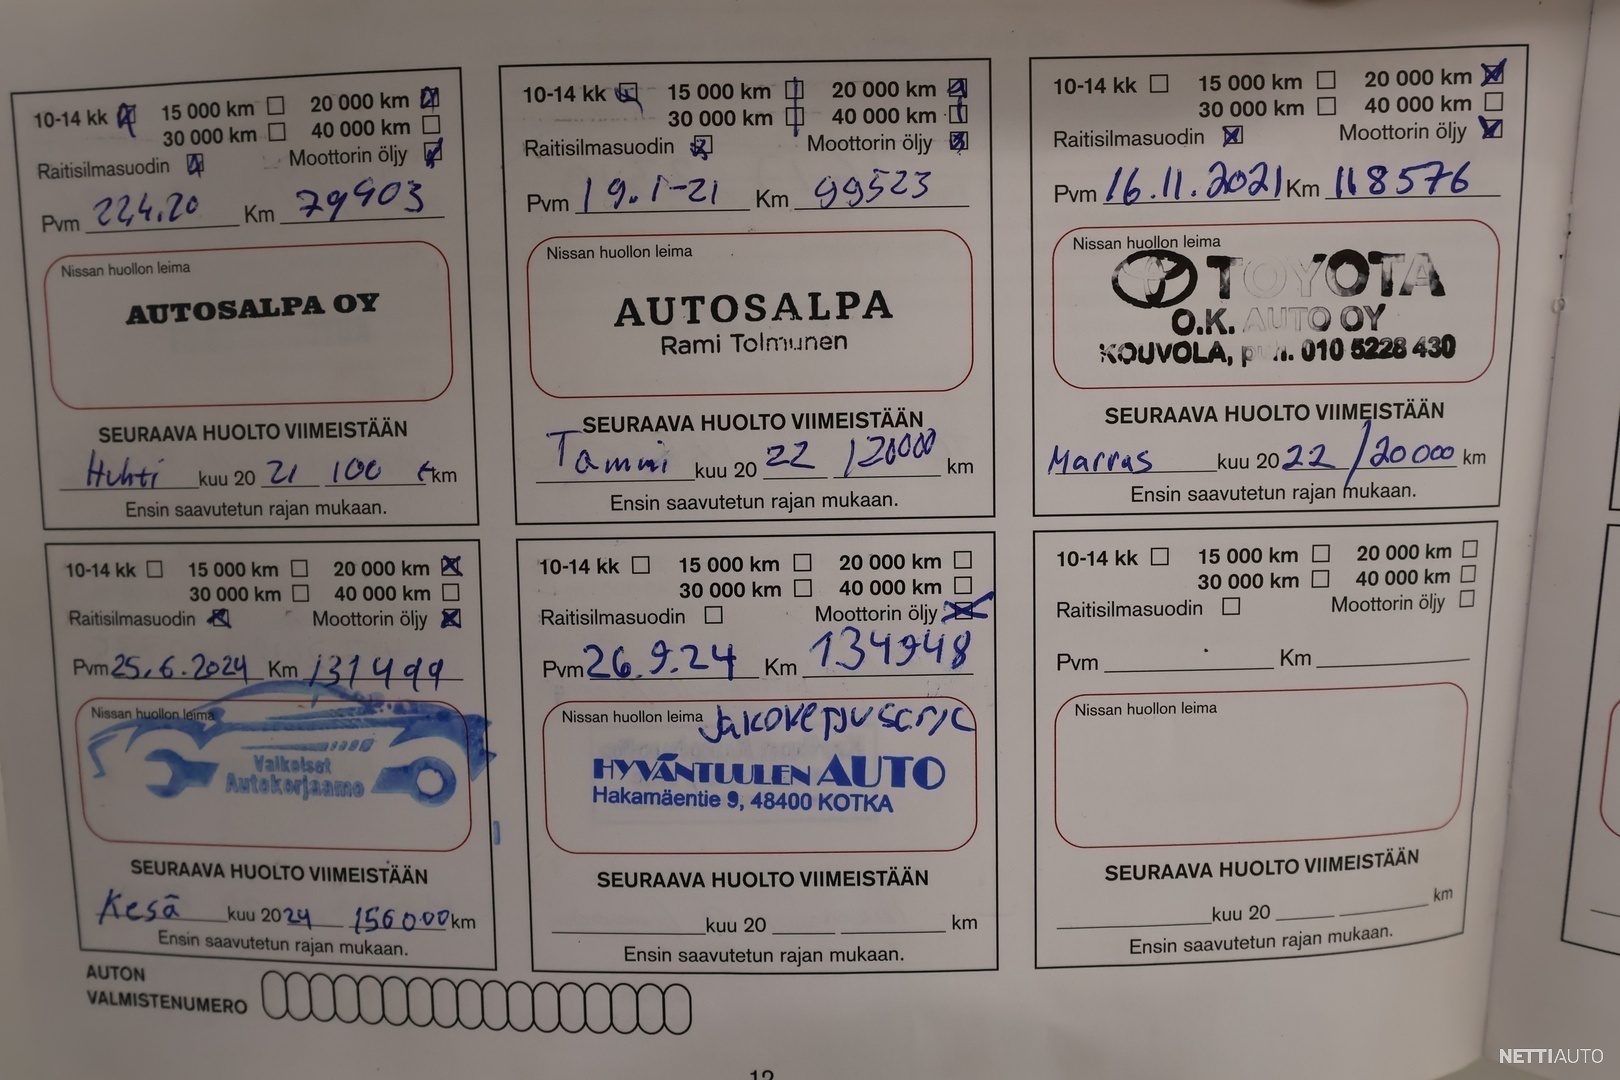 10-14 kk 15 000 km 20 000 km
30 000 km 40 000 km
Raitisilmasuodin Moottorin öljy
Pvm 22.4.20 Km 79903
Nissan huollon leima
AUTOSALPA OY
SEURAAVA HUOLTO VIIMEISTÄÄN
Huhti kuu 20 21 100 t km
Ensin saavutetun rajan mukaan.
10-14 kk 15 000 km 20 000 km
30 000 km 40 000 km
Raitisilmasuodin Moottorin öljy
Pvm 19.1-21 Km 99523
Nissan huollon leima
AUTOSALPA
Rami Tolmunen
SEURAAVA HUOLTO VIIMEISTÄÄN
Tammi kuu 20 22 /20000 km
Ensin saavutetun rajan mukaan.
10-14 kk 15 000 km 20 000 km
30 000 km 40 000 km
Raitisilmasuodin Moottorin öljy
Pvm 16.11.2021 Km 118576
Nissan huollon leima
TOYOTA
O.K. AUTO OY
KOUVOLA, puh. 010 5228 430
SEURAAVA HUOLTO VIIMEISTÄÄN
Marras kuu 20 22 /20000 km
Ensin saavutetun rajan mukaan.
10-14 kk 15 000 km 20 000 km
30 000 km 40 000 km
Raitisilmasuodin Moottorin öljy
Pvm 25.6.2024 Km 131499
Nissan huollon leima
Valkoiset
Autokorjaamo
SEURAAVA HUOLTO VIIMEISTÄÄN
Kesä kuu 20 24 156000 km
Ensin saavutetun rajan mukaan.
10-14 kk 15 000 km 20 000 km
30 000 km 40 000 km
Raitisilmasuodin Moottorin öljy
Pvm 26.9.24 Km 134948
Nissan huollon leima
HYVÄNTUULEN AUTO
Hakamäentie 9, 48400 KOTKA
SEURAAVA HUOLTO VIIMEISTÄÄN
kuu 20 km
Ensin saavutetun rajan mukaan.
10-14 kk 15 000 km 20 000 km
30 000 km 40 000 km
Raitisilmasuodin Moottorin öljy
Pvm Km
Nissan huollon leima
SEURAAVA HUOLTO VIIMEISTÄÄN
kuu 20 km
Ensin saavutetun rajan mukaan.
AUTON
VALMISTENUMERO
12
NETTIAUTO